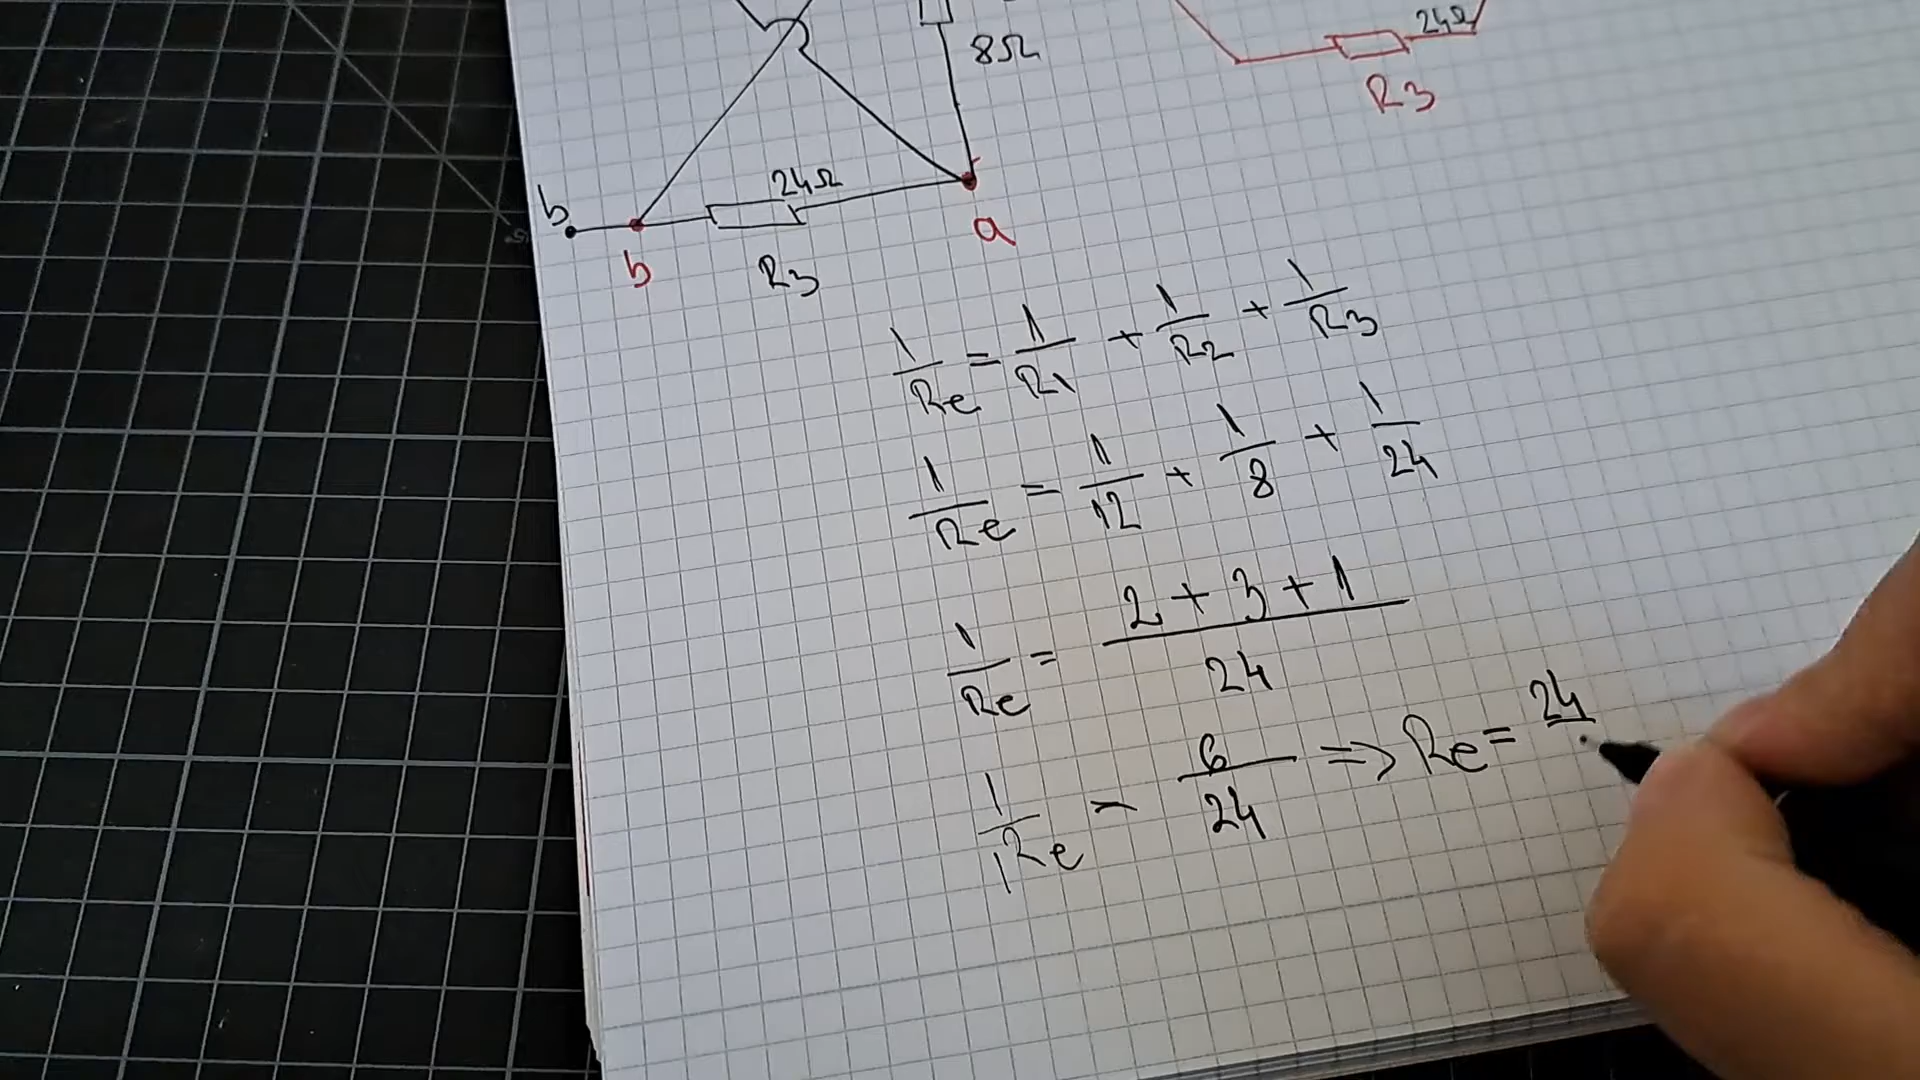 8Ω
24Ω
R3
24Ω
b
a
b
R3
1/Re = 1/R1 + 1/R2 + 1/R3
1/Re = 1/12 + 1/8 + 1/24
1/Re = 2 + 3 + 1/24
1/Re = 6/24 => Re = 24/